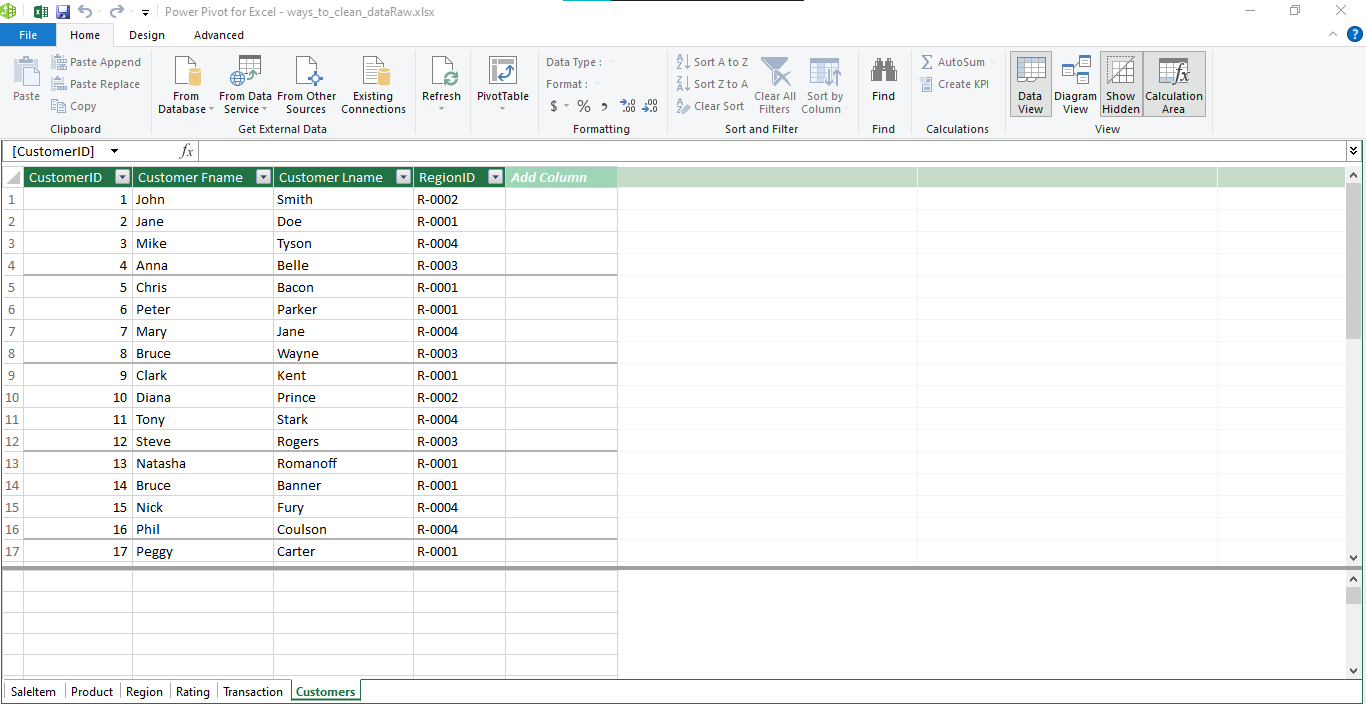 Power Pivot for Excel - ways_to_clean_dataRaw.xlsx
File Home Design Advanced
Paste
Paste Append
Paste Replace
Copy
Clipboard
From Database
From Data Service
From Other Sources
Existing Connections
Get External Data
Refresh
PivotTable
Data Type :
Format :
$ % , .00 .00
Formatting
Sort A to Z
Sort Z to A
Clear Sort
Clear All Filters
Sort by Column
Sort and Filter
Find
Find
AutoSum
Create KPI
Calculations
Data View
Diagram View
Show Hidden
Calculation Area
View
[CustomerID] fx
CustomerID Customer Fname Customer Lname RegionID Add Column
1 1 John Smith R-0002
2 2 Jane Doe R-0001
3 3 Mike Tyson R-0004
4 4 Anna Belle R-0003
5 5 Chris Bacon R-0001
6 6 Peter Parker R-0001
7 7 Mary Jane R-0004
8 8 Bruce Wayne R-0003
9 9 Clark Kent R-0001
10 10 Diana Prince R-0002
11 11 Tony Stark R-0004
12 12 Steve Rogers R-0003
13 13 Natasha Romanoff R-0001
14 14 Bruce Banner R-0001
15 15 Nick Fury R-0004
16 16 Phil Coulson R-0004
17 17 Peggy Carter R-0001
SaleItem Product Region Rating Transaction Customers